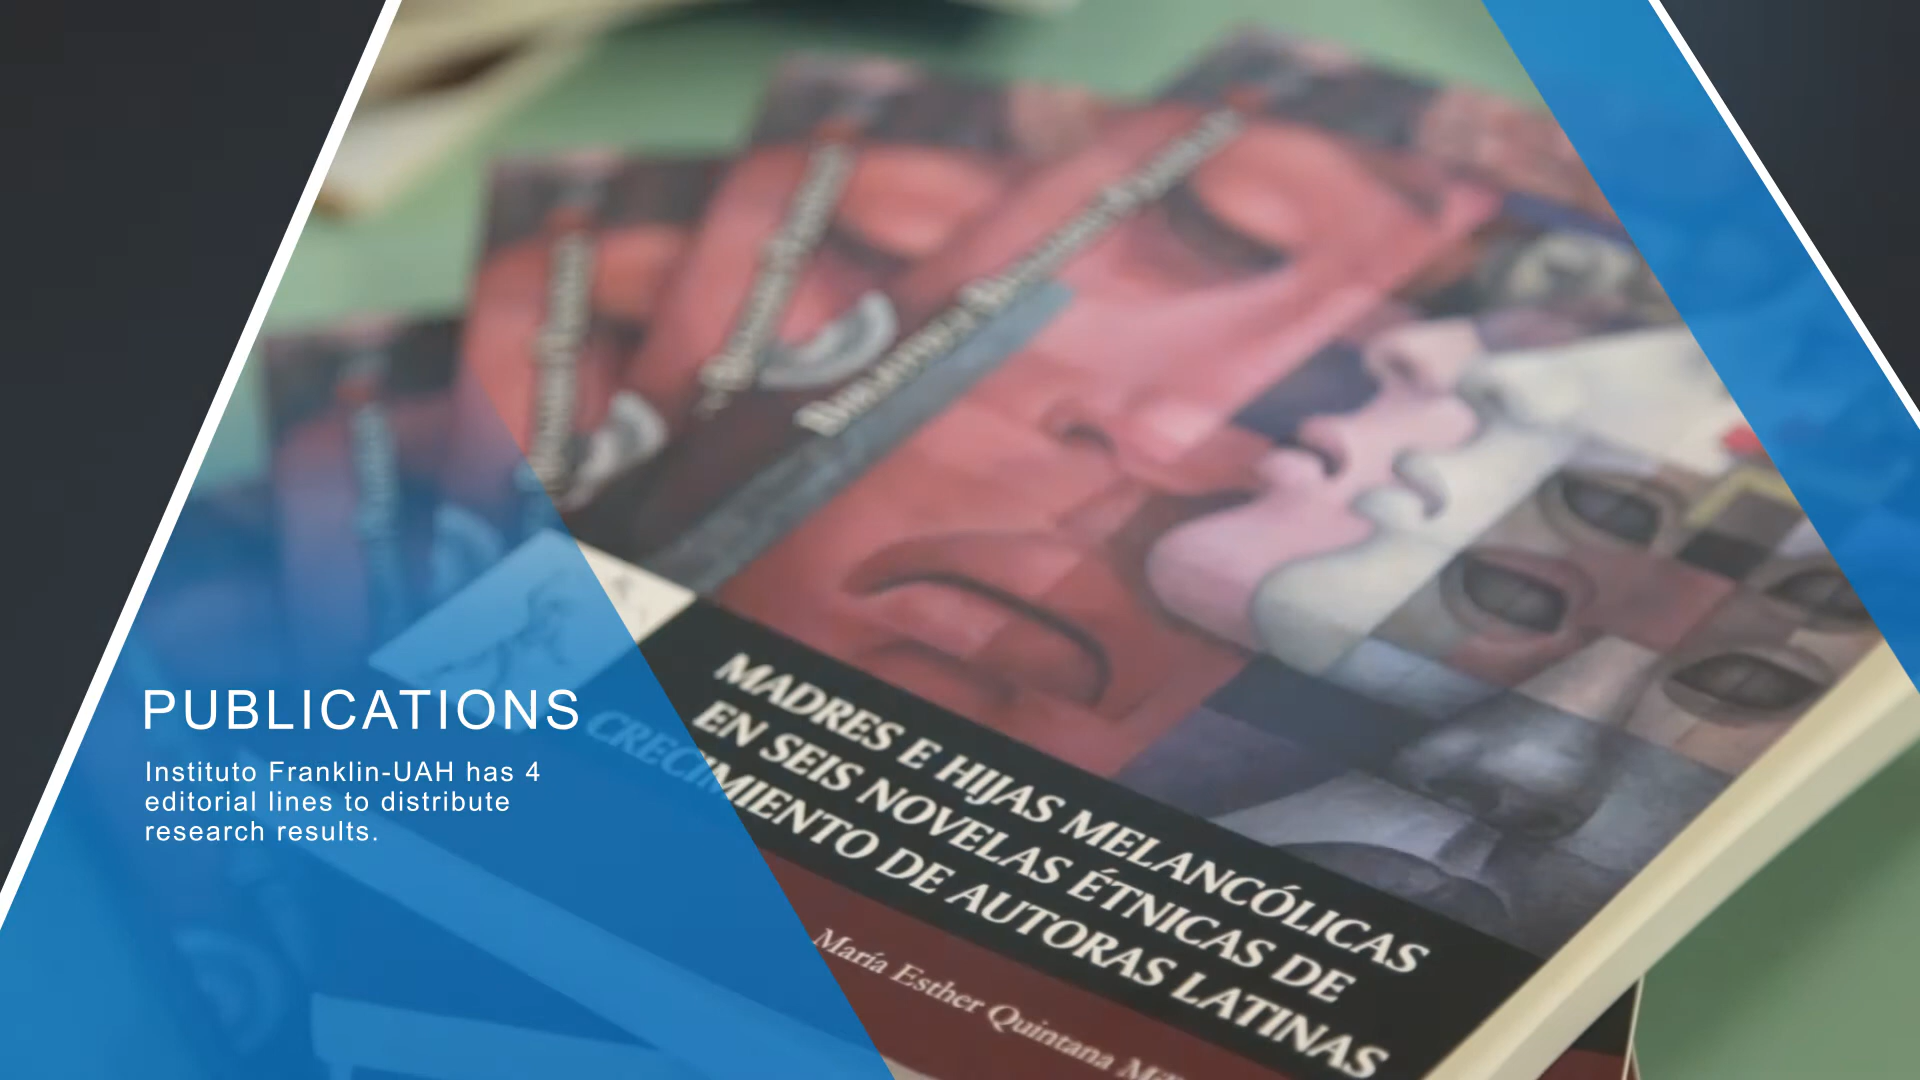 PUBLICATIONS
Instituto Franklin-UAH has 4
editorial lines to distribute
research results.
MADRES E HIJAS MELANCÓLICAS
EN SEIS NOVELAS ÉTNICAS DE
CRECIMIENTO DE AUTORAS LATINAS
María Esther Quintana